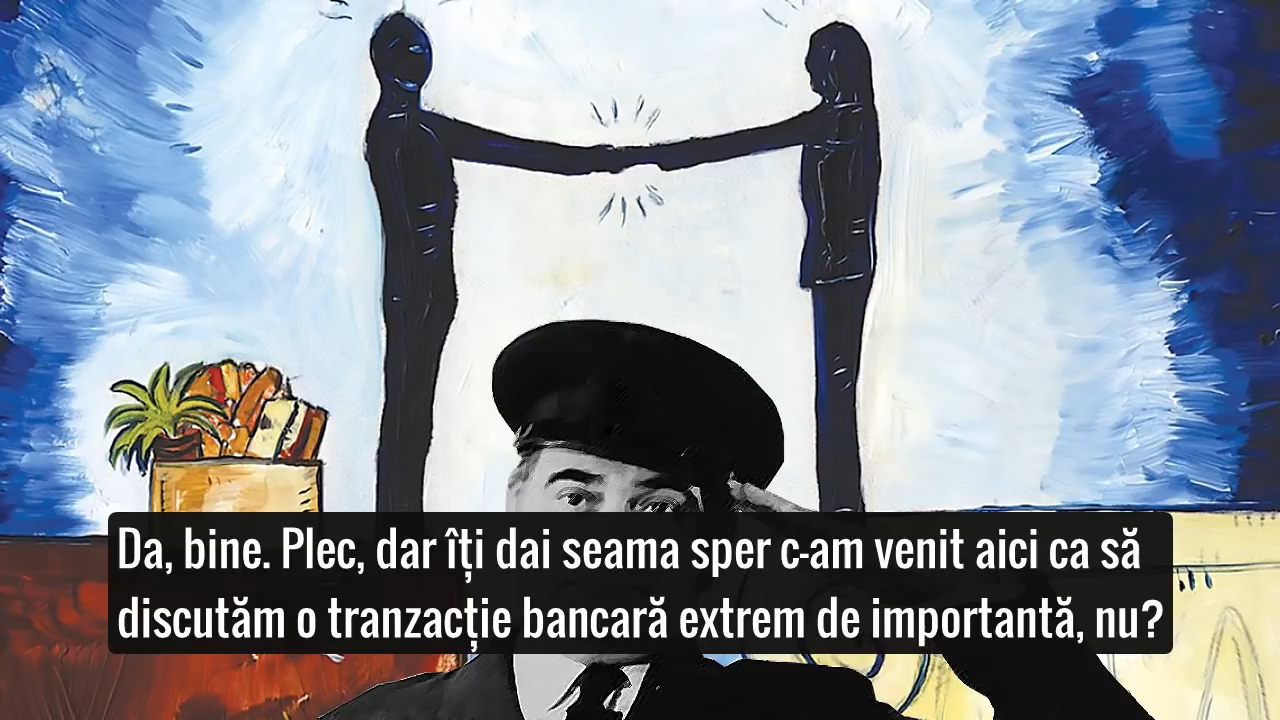 Da, bine. Plec, dar îți dai seama sper c-am venit aici ca să
discutăm o tranzacție bancară extrem de importantă, nu?